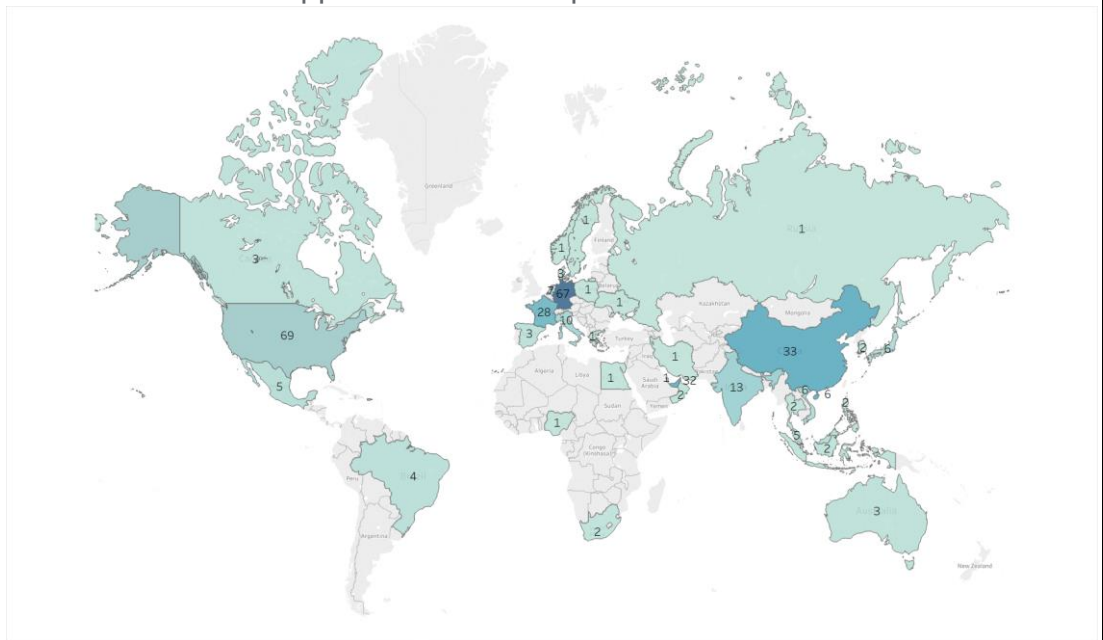 Greenland
3
69
5
4
Peru
Argentina
1
1
Finland
3
67
1
1
28
10
3
1
Turkey
Algeria
Libya
1
Saudi
Arabia
Sudan
Yemen
1
Congo
(Kinshasa)
2
1
Kazakhstan
Mongolia
33
1
1
32
2
13
2
6
6
6
2
2
5
2
3
New Zealand